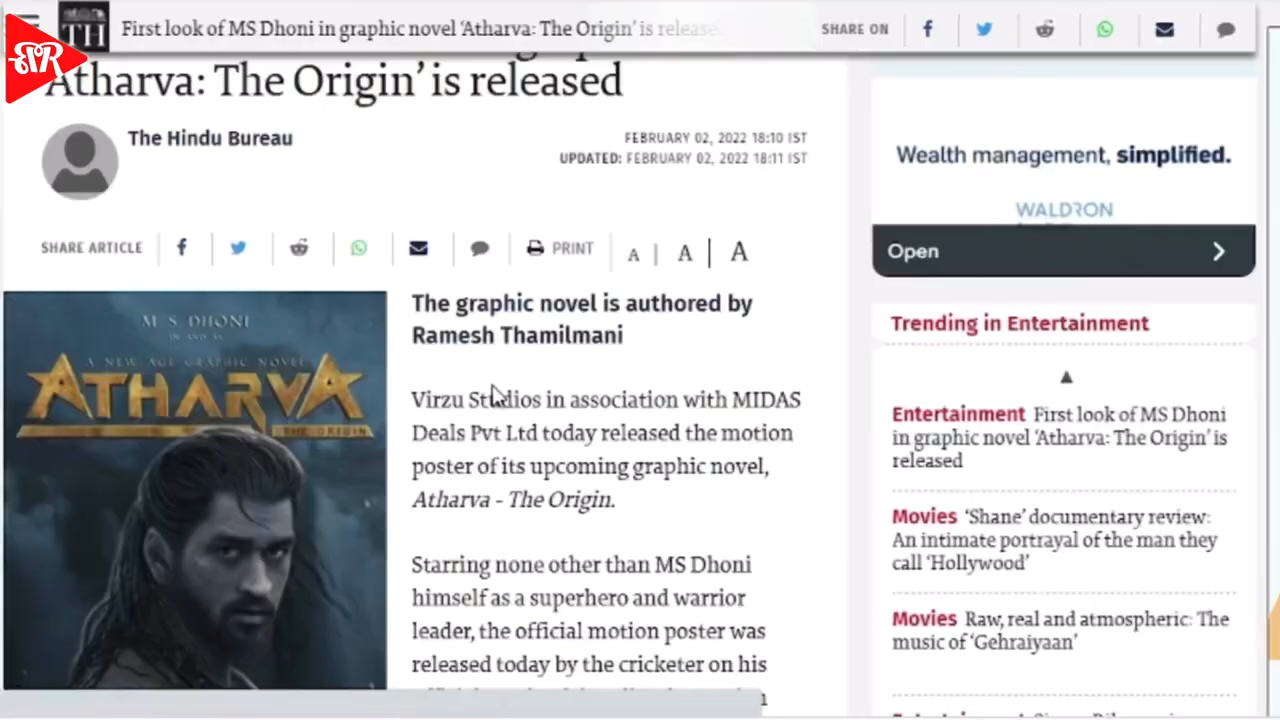 TH First look of MS Dhoni in graphic novel ‘Atharva: The Origin’ is release
SHARE ON
Atharva: The Origin’ is released
The Hindu Bureau
FEBRUARY 02, 2022 18:10 IST
UPDATED: FEBRUARY 02, 2022 18:11 IST
SHARE ARTICLE
PRINT
A | A | A
M S DHONI
IN AND AS
A NEW AGE GRAPHIC NOVEL
ATHARVA
THE ORIGIN
The graphic novel is authored by
Ramesh Thamilmani
Virzu Studios in association with MIDAS
Deals Pvt Ltd today released the motion
poster of its upcoming graphic novel,
Atharva - The Origin.
Starring none other than MS Dhoni
himself as a superhero and warrior
leader, the official motion poster was
released today by the cricketer on his
Wealth management, simplified.
WALDRON
Open
Trending in Entertainment
Entertainment First look of MS Dhoni
in graphic novel ‘Atharva: The Origin’ is
released
Movies ‘Shane’ documentary review:
An intimate portrayal of the man they
call ‘Hollywood’
Movies Raw, real and atmospheric: The
music of ‘Gehraiyaan’